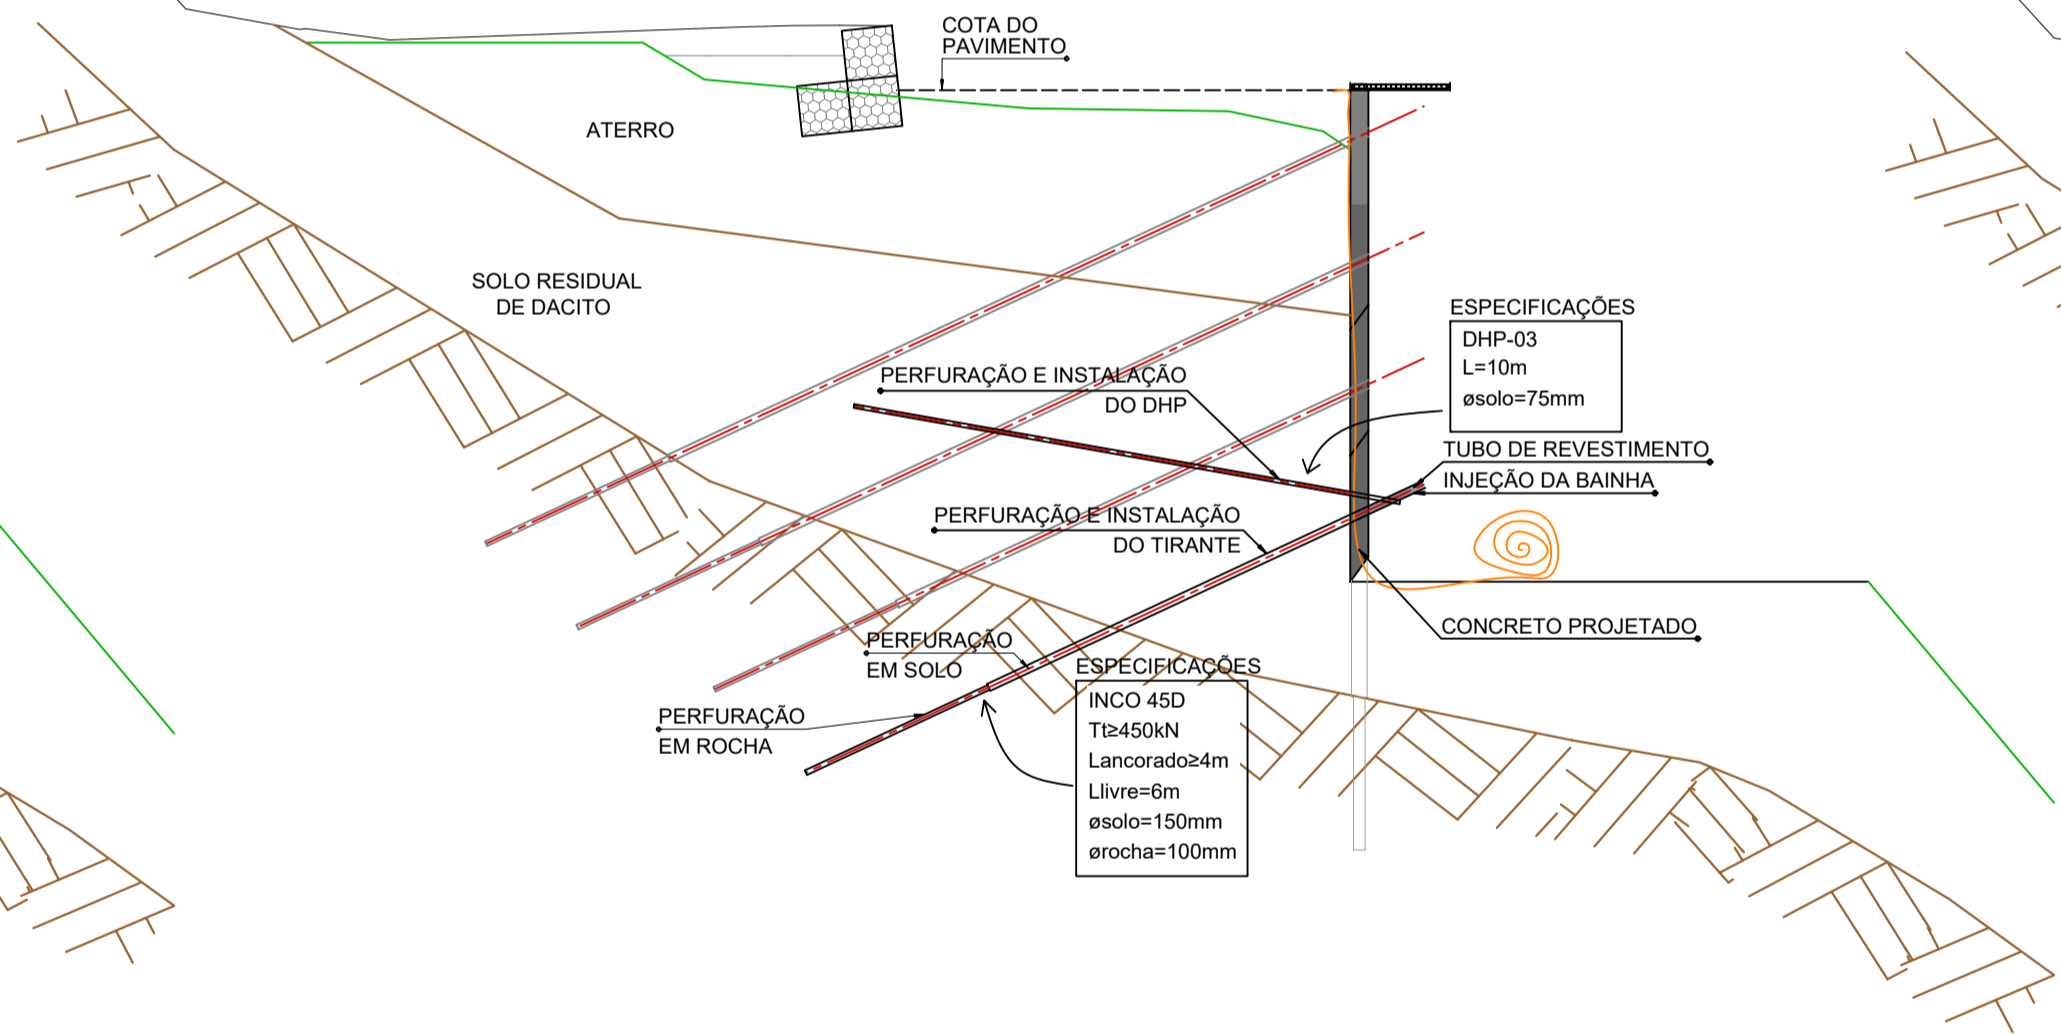 COTA DO
PAVIMENTO
ATERRO
SOLO RESIDUAL
DE DACITO
ESPECIFICAÇÕES
DHP-03
L=10m
øsolo=75mm
PERFURAÇÃO E INSTALAÇÃO
DO DHP
TUBO DE REVESTIMENTO
INJEÇÃO DA BAINHA
PERFURAÇÃO E INSTALAÇÃO
DO TIRANTE
CONCRETO PROJETADO
PERFURAÇÃO
EM SOLO
ESPECIFICAÇÕES
INCO 45D
Tt≥450kN
Lancorado≥4m
Llivre=6m
øsolo=150mm
ørocha=100mm
PERFURAÇÃO
EM ROCHA